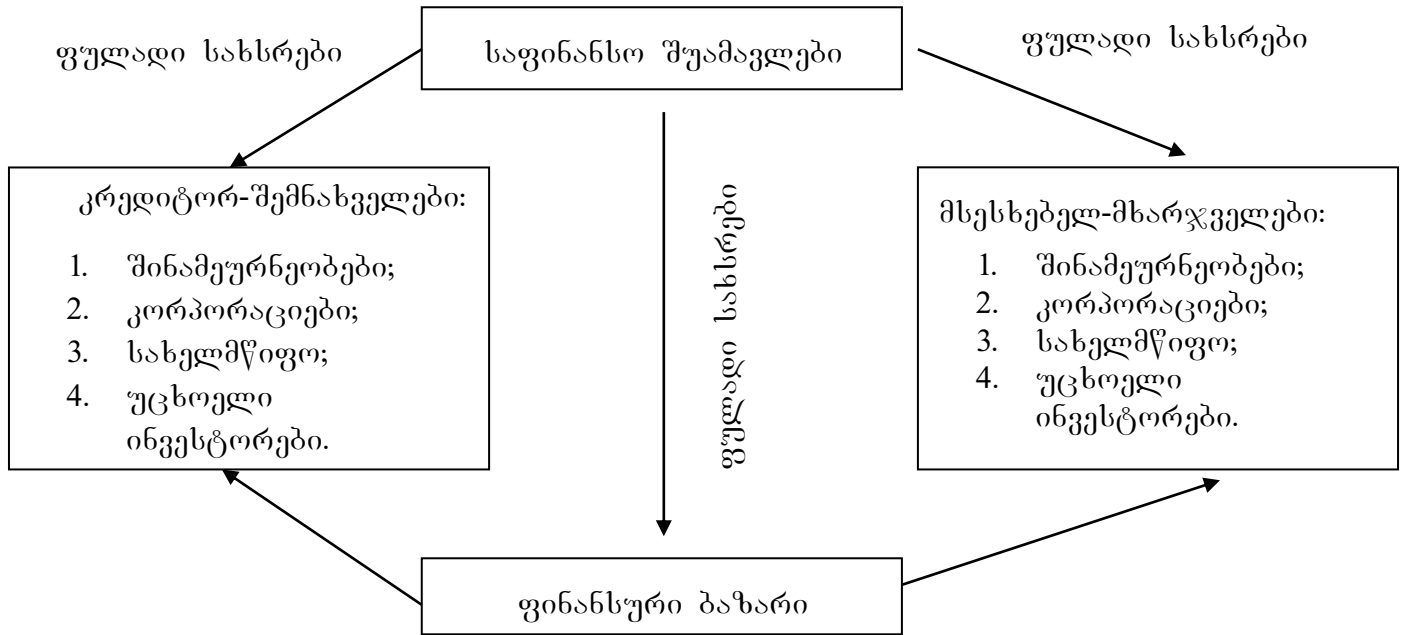 ფულადი სახსრები
საფინანსო შუამავლები
ფულადი სახსრები
კრედიტორ-შემნახველები:
1. შინამეურნეობები;
2. კორპორაციები;
3. სახელმწიფო;
4. უცხოელი
ინვესტორები.
ფულადი სახსრები
მსესხებელ-მხარჯველები:
1. შინამეურნეობები;
2. კორპორაციები;
3. სახელმწიფო;
4. უცხოელი
ინვესტორები.
ფინანსური ბაზარი